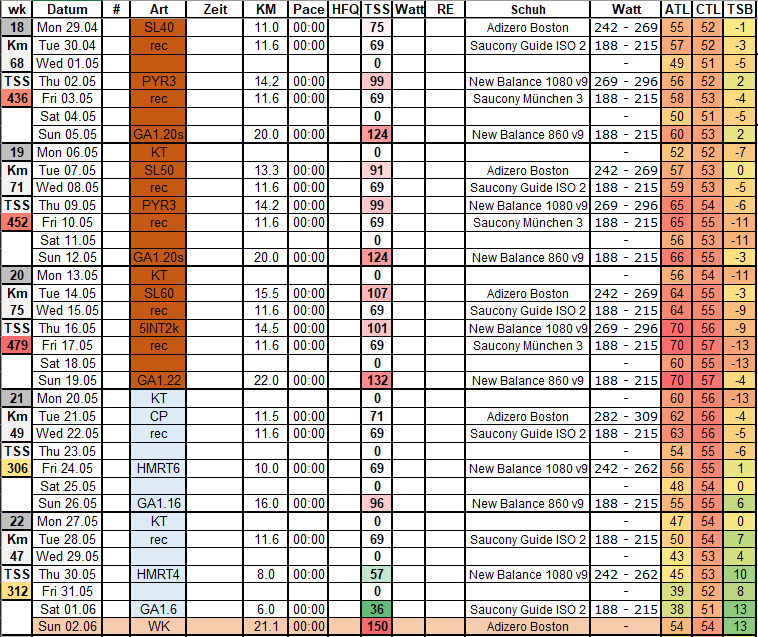 wk Datum # Art Zeit KM Pace HFQ TSS Watt RE Schuh Watt ATL CTL TSB
18 Mon 29.04 SL40 11.0 00:00 75 Adizero Boston 242 - 269 55 52 -1
Km Tue 30.04 rec 11.6 00:00 69 Saucony Guide ISO 2 188 - 215 57 52 -3
68 Wed 01.05 0 - 49 51 -5
TSS Thu 02.05 PYR3 14.2 00:00 99 New Balance 1080 v9 269 - 296 56 52 2
436 Fri 03.05 rec 11.6 00:00 69 Saucony München 3 188 - 215 58 53 -4
Sat 04.05 0 - 50 51 -5
Sun 05.05 GA1.20s 20.0 00:00 124 New Balance 860 v9 188 - 215 60 53 2
19 Mon 06.05 KT 0 - 52 52 -7
Km Tue 07.05 SL50 13.3 00:00 91 Adizero Boston 242 - 269 57 53 0
71 Wed 08.05 rec 11.6 00:00 69 Saucony Guide ISO 2 188 - 215 59 53 -5
TSS Thu 09.05 PYR3 14.2 00:00 99 New Balance 1080 v9 269 - 296 65 54 -6
452 Fri 10.05 rec 11.6 00:00 69 Saucony München 3 188 - 215 65 55 -11
Sat 11.05 0 - 56 53 -11
Sun 12.05 GA1.20s 20.0 00:00 124 New Balance 860 v9 188 - 215 66 55 -3
20 Mon 13.05 KT 0 - 56 54 -11
Km Tue 14.05 SL60 15.5 00:00 107 Adizero Boston 242 - 269 64 55 -3
75 Wed 15.05 rec 11.6 00:00 69 Saucony Guide ISO 2 188 - 215 64 55 -9
TSS Thu 16.05 5INT2k 14.5 00:00 101 New Balance 1080 v9 269 - 296 70 56 -9
479 Fri 17.05 rec 11.6 00:00 69 Saucony München 3 188 - 215 70 56 -13
Sat 18.05 0 - 60 55 -13
Sun 19.05 GA1.22 22.0 00:00 132 New Balance 860 v9 188 - 215 70 57 -4
21 Mon 20.05 KT 0 - 60 56 -13
Km Tue 21.05 CP 11.5 00:00 71 Adizero Boston 282 - 309 62 56 -4
49 Wed 22.05 rec 11.6 00:00 69 Saucony Guide ISO 2 188 - 215 63 56 -5
TSS Thu 23.05 0 - 54 55 -6
306 Fri 24.05 HMRT6 10.0 00:00 69 New Balance 1080 v9 242 - 262 56 55 1
Sat 25.05 0 - 48 54 0
Sun 26.05 GA1.16 16.0 00:00 96 New Balance 860 v9 188 - 215 55 55 6
22 Mon 27.05 KT 0 - 47 54 0
Km Tue 28.05 rec 11.6 00:00 69 Saucony Guide ISO 2 188 - 215 50 54 7
47 Wed 29.05 0 - 43 53 4
TSS Thu 30.05 HMRT4 8.0 00:00 57 New Balance 1080 v9 242 - 262 45 53 10
312 Fri 31.05 0 - 39 52 8
Sat 01.06 GA1.6 6.0 00:00 36 Saucony Guide ISO 2 188 - 215 38 51 13
Sun 02.06 WK 21.1 00:00 150 Adizero Boston - 54 54 13